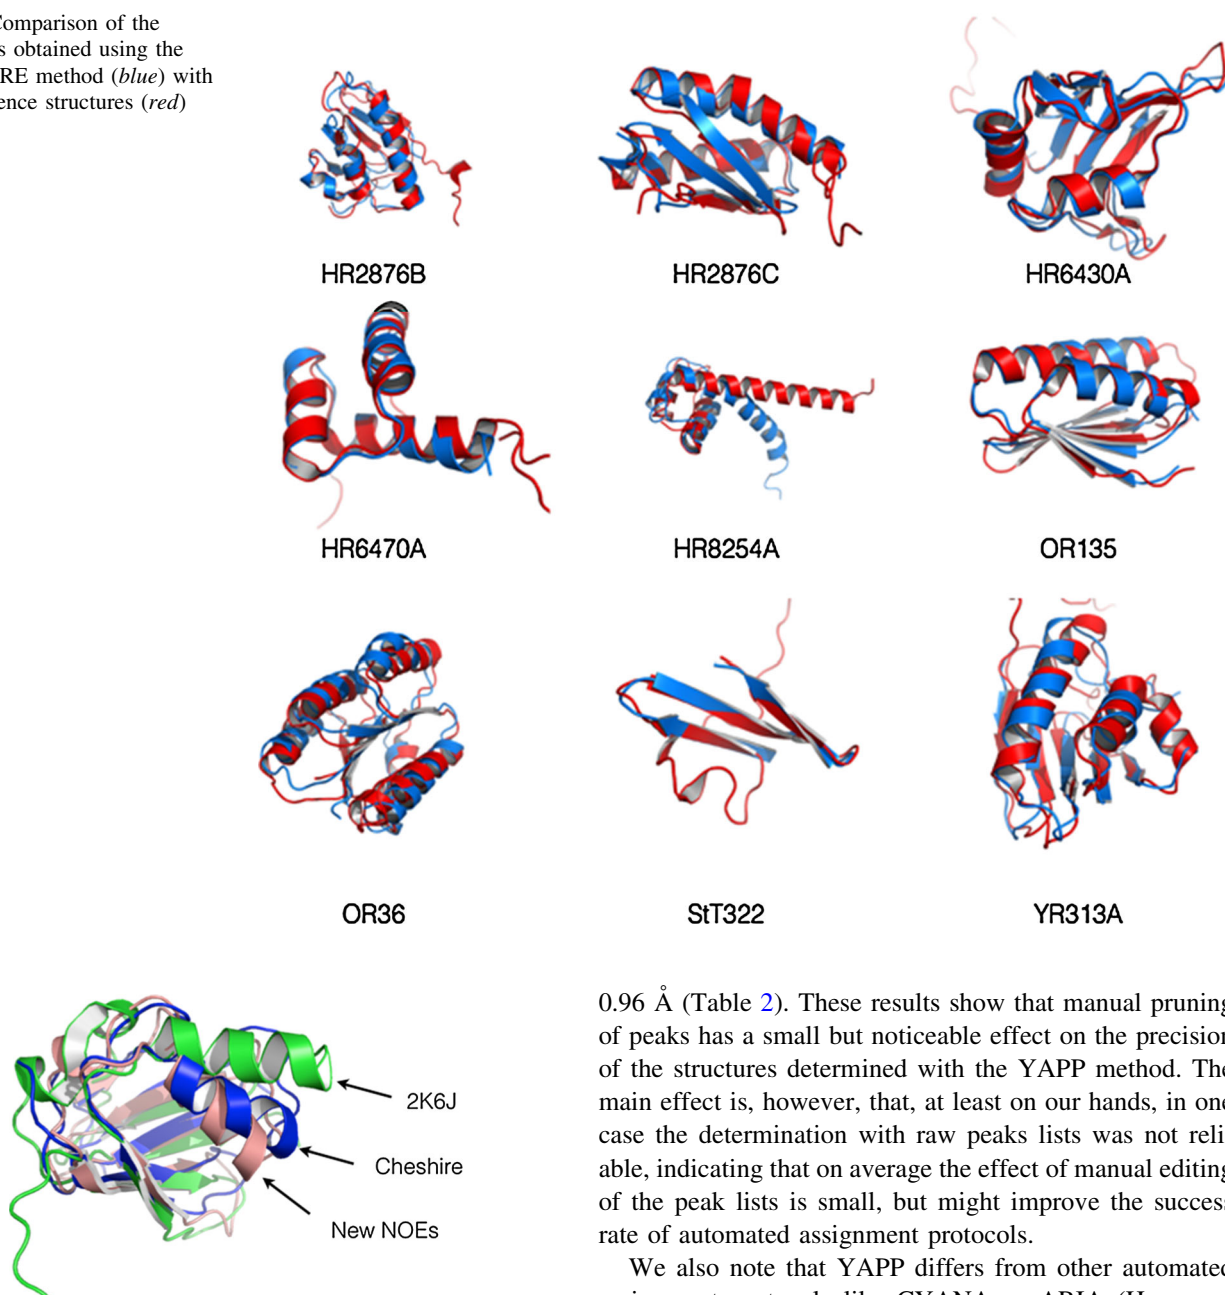 Comparison of the
s obtained using the
RE method (blue) with
ence structures (red)
HR2876B
HR2876C
HR6430A
HR6470A
HR8254A
OR135
OR36
StT322
YR313A
2K6J
Cheshire
New NOEs
0.96 Å (Table 2). These results show that manual pruning
of peaks has a small but noticeable effect on the precision
of the structures determined with the YAPP method. The
main effect is, however, that, at least on our hands, in one
case the determination with raw peaks lists was not reli-
able, indicating that on average the effect of manual editing
of the peak lists is small, but might improve the success
rate of automated assignment protocols.
We also note that YAPP differs from other automated